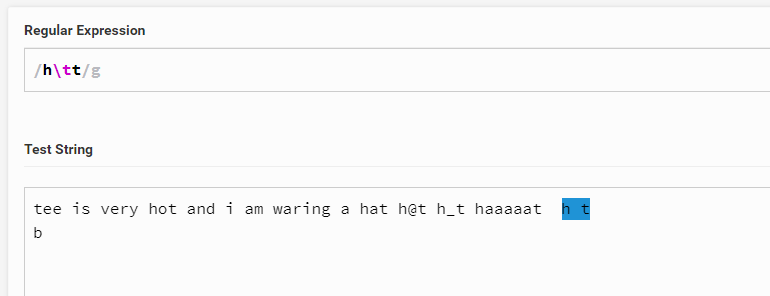 Regular Expression
/h\tt/g
Test String
tee is very hot and i am waring a hat h@t h_t haaaaat  h	t
b